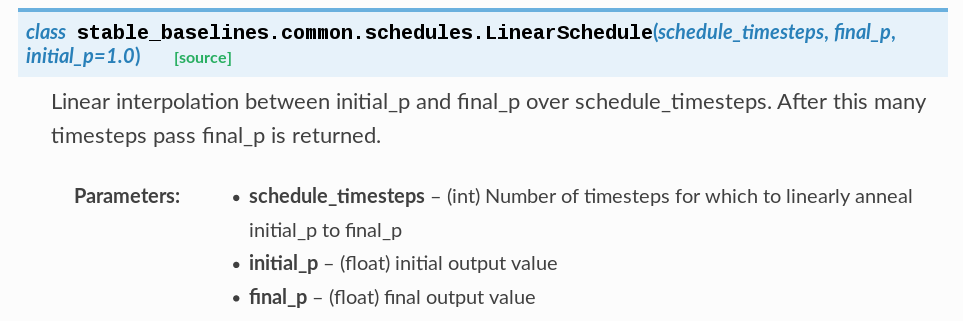 class stable_baselines.common.schedules.LinearSchedule(schedule_timesteps, final_p,
initial_p=1.0) [source]
Linear interpolation between initial_p and final_p over schedule_timesteps. After this many
timesteps pass final_p is returned.
Parameters: • schedule_timesteps – (int) Number of timesteps for which to linearly anneal
initial_p to final_p
• initial_p – (float) initial output value
• final_p – (float) final output value